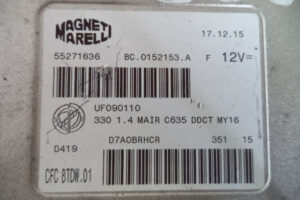 MAGNETI MARELLI 17.12.15
55271636 BC.0152153.A F 12V=
UF090110
330 1.4 MAIR C635 DDCT MY16
D419 D7A0BRHCR 351 15
CFC 8TDW.01